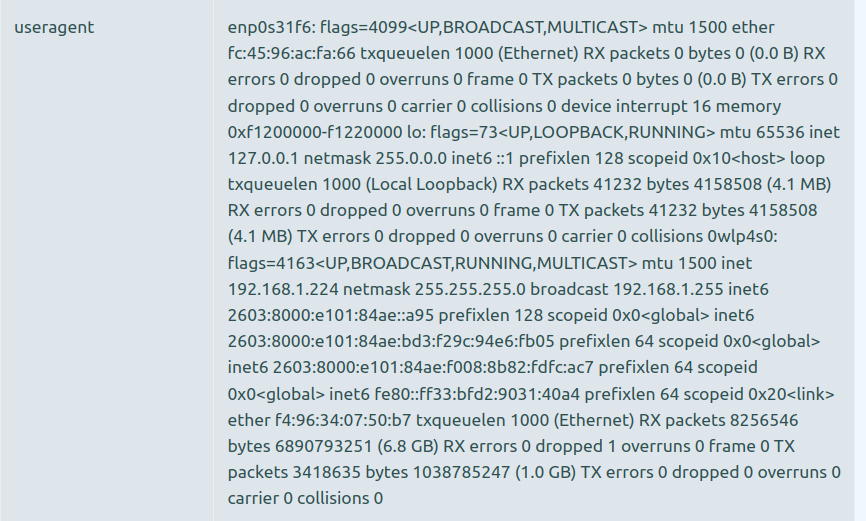 useragent
enp0s31f6: flags=4099<UP,BROADCAST,MULTICAST> mtu 1500 ether
fc:45:96:ac:fa:66 txqueuelen 1000 (Ethernet) RX packets 0 bytes 0 (0.0 B) RX
errors 0 dropped 0 overruns 0 frame 0 TX packets 0 bytes 0 (0.0 B) TX errors 0
dropped 0 overruns 0 carrier 0 collisions 0 device interrupt 16 memory
0xf1200000-f1220000 lo: flags=73<UP,LOOPBACK,RUNNING> mtu 65536 inet
127.0.0.1 netmask 255.0.0.0 inet6 ::1 prefixlen 128 scopeid 0x10<host> loop
txqueuelen 1000 (Local Loopback) RX packets 41232 bytes 4158508 (4.1 MB)
RX errors 0 dropped 0 overruns 0 frame 0 TX packets 41232 bytes 4158508
(4.1 MB) TX errors 0 dropped 0 overruns 0 carrier 0 collisions 0wlp4s0:
flags=4163<UP,BROADCAST,RUNNING,MULTICAST> mtu 1500 inet
192.168.1.224 netmask 255.255.255.0 broadcast 192.168.1.255 inet6
2603:8000:e101:84ae::a95 prefixlen 128 scopeid 0x0<global> inet6
2603:8000:e101:84ae:bd3:f29c:94e6:fb05 prefixlen 64 scopeid 0x0<global>
inet6 2603:8000:e101:84ae:f008:8b82:fdfc:ac7 prefixlen 64 scopeid
0x0<global> inet6 fe80::ff33:bfd2:9031:40a4 prefixlen 64 scopeid 0x20<link>
ether f4:96:34:07:50:b7 txqueuelen 1000 (Ethernet) RX packets 8256546
bytes 6890793251 (6.8 GB) RX errors 0 dropped 1 overruns 0 frame 0 TX
packets 3418635 bytes 1038785247 (1.0 GB) TX errors 0 dropped 0 overruns 0
carrier 0 collisions 0